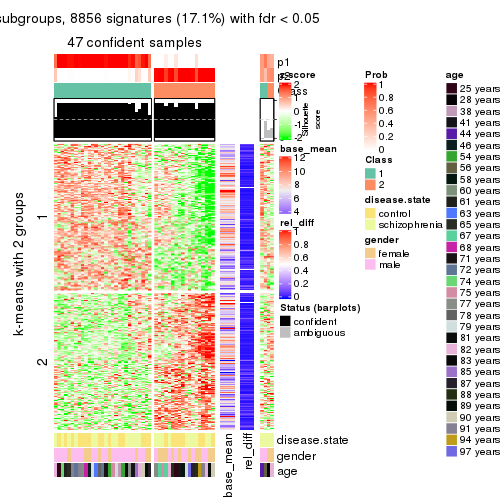 subgroups, 8856 signatures (17.1%) with fdr < 0.05
47 confident samples
p1
p2
Class
Silhouette
score
k-means with 2 groups
1
2
z_score
2
1
0
-1
-2
base_mean
12
10
8
6
4
rel_diff
1
0.8
0.6
0.4
0.2
0
Status (barplots)
confident
ambiguous
Prob
1
0.8
0.6
0.4
0.2
0
Class
1
2
disease.state
control
schizophrenia
gender
female
male
age
25 years
28 years
38 years
41 years
44 years
46 years
54 years
56 years
58 years
60 years
61 years
63 years
65 years
67 years
68 years
71 years
72 years
74 years
75 years
77 years
78 years
79 years
81 years
82 years
83 years
85 years
87 years
88 years
89 years
90 years
91 years
94 years
97 years
disease.state
gender
age
base_mean
rel_diff